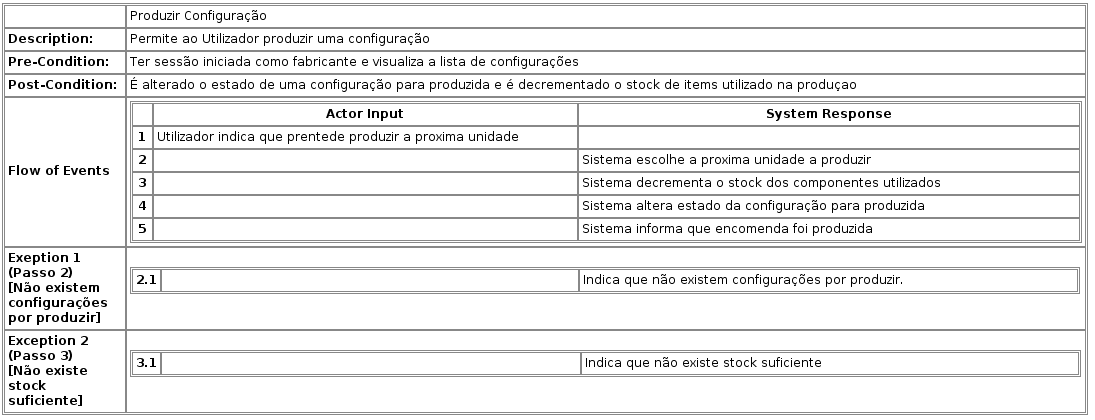 Produzir Configuração
Description: Permite ao Utilizador produzir uma configuração
Pre-Condition: Ter sessão iniciada como fabricante e visualiza a lista de configurações
Post-Condition: É alterado o estado de uma configuração para produzida e é decrementado o stock de items utilizado na produçao
Flow of Events
Actor Input System Response
1 Utilizador indica que prentede produzir a proxima unidade
2 Sistema escolhe a proxima unidade a produzir
3 Sistema decrementa o stock dos componentes utilizados
4 Sistema altera estado da configuração para produzida
5 Sistema informa que encomenda foi produzida
Exeption 1
(Passo 2)
[Não existem
configurações
por produzir]
2.1 Indica que não existem configurações por produzir.
Exception 2
(Passo 3)
[Não existe
stock
suficiente]
3.1 Indica que não existe stock suficiente